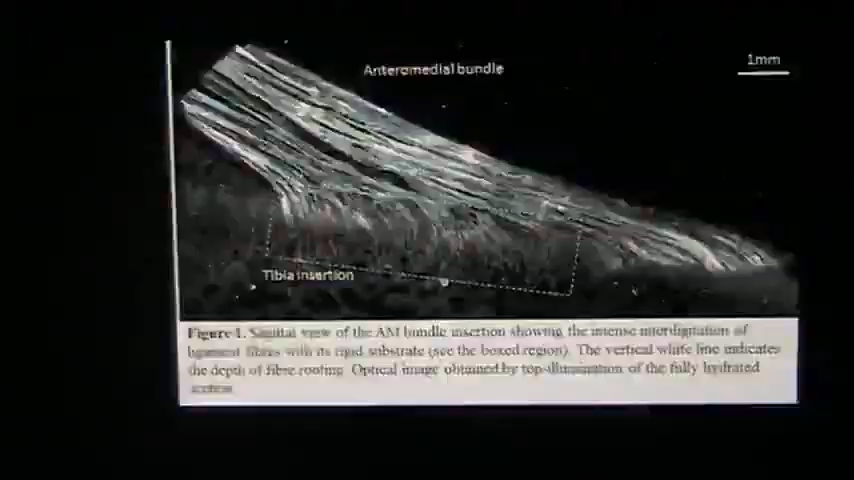 Anteromedial bundle
1mm
Tibia insertion
Figure 1. Sagittal view of the AM bundle insertion showing the intense interdigitation of
ligament fibres with its rigid substrate (see the boxed region). The vertical white line indicates
the depth of fibre rooting. Optical image obtained by top-illumination of the fully hydrated
section.